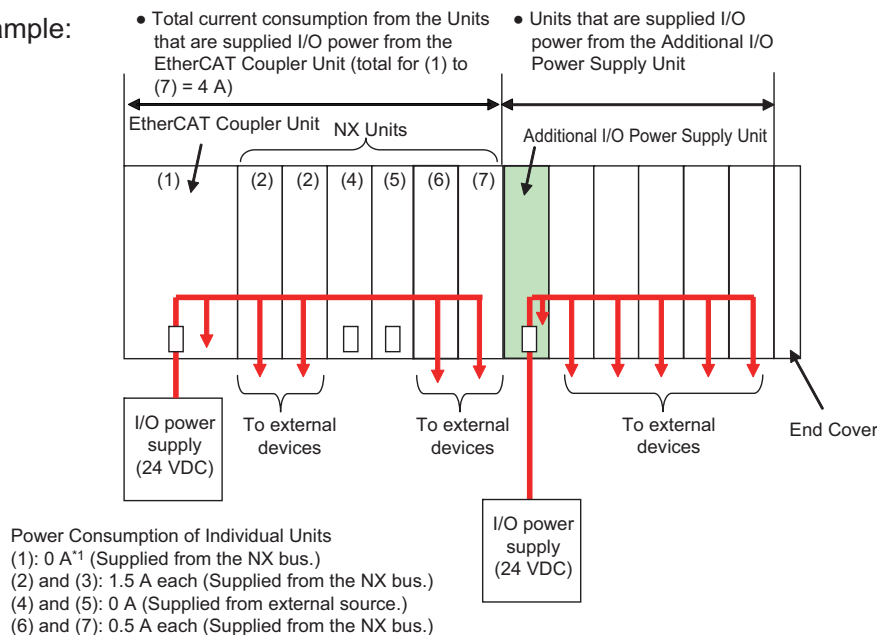 ample:
● Total current consumption from the Units
that are supplied I/O power from the
EtherCAT Coupler Unit (total for (1) to
(7) = 4 A)
● Units that are supplied I/O
power from the Additional I/O
Power Supply Unit
EtherCAT Coupler Unit
NX Units
Additional I/O Power Supply Unit
(1) (2) (2) (4) (5) (6) (7)
I/O power
supply
(24 VDC)
To external
devices
To external
devices
To external
devices
End Cover
I/O power
supply
(24 VDC)
Power Consumption of Individual Units
(1): 0 A*1 (Supplied from the NX bus.)
(2) and (3): 1.5 A each (Supplied from the NX bus.)
(4) and (5): 0 A (Supplied from external source.)
(6) and (7): 0.5 A each (Supplied from the NX bus.)